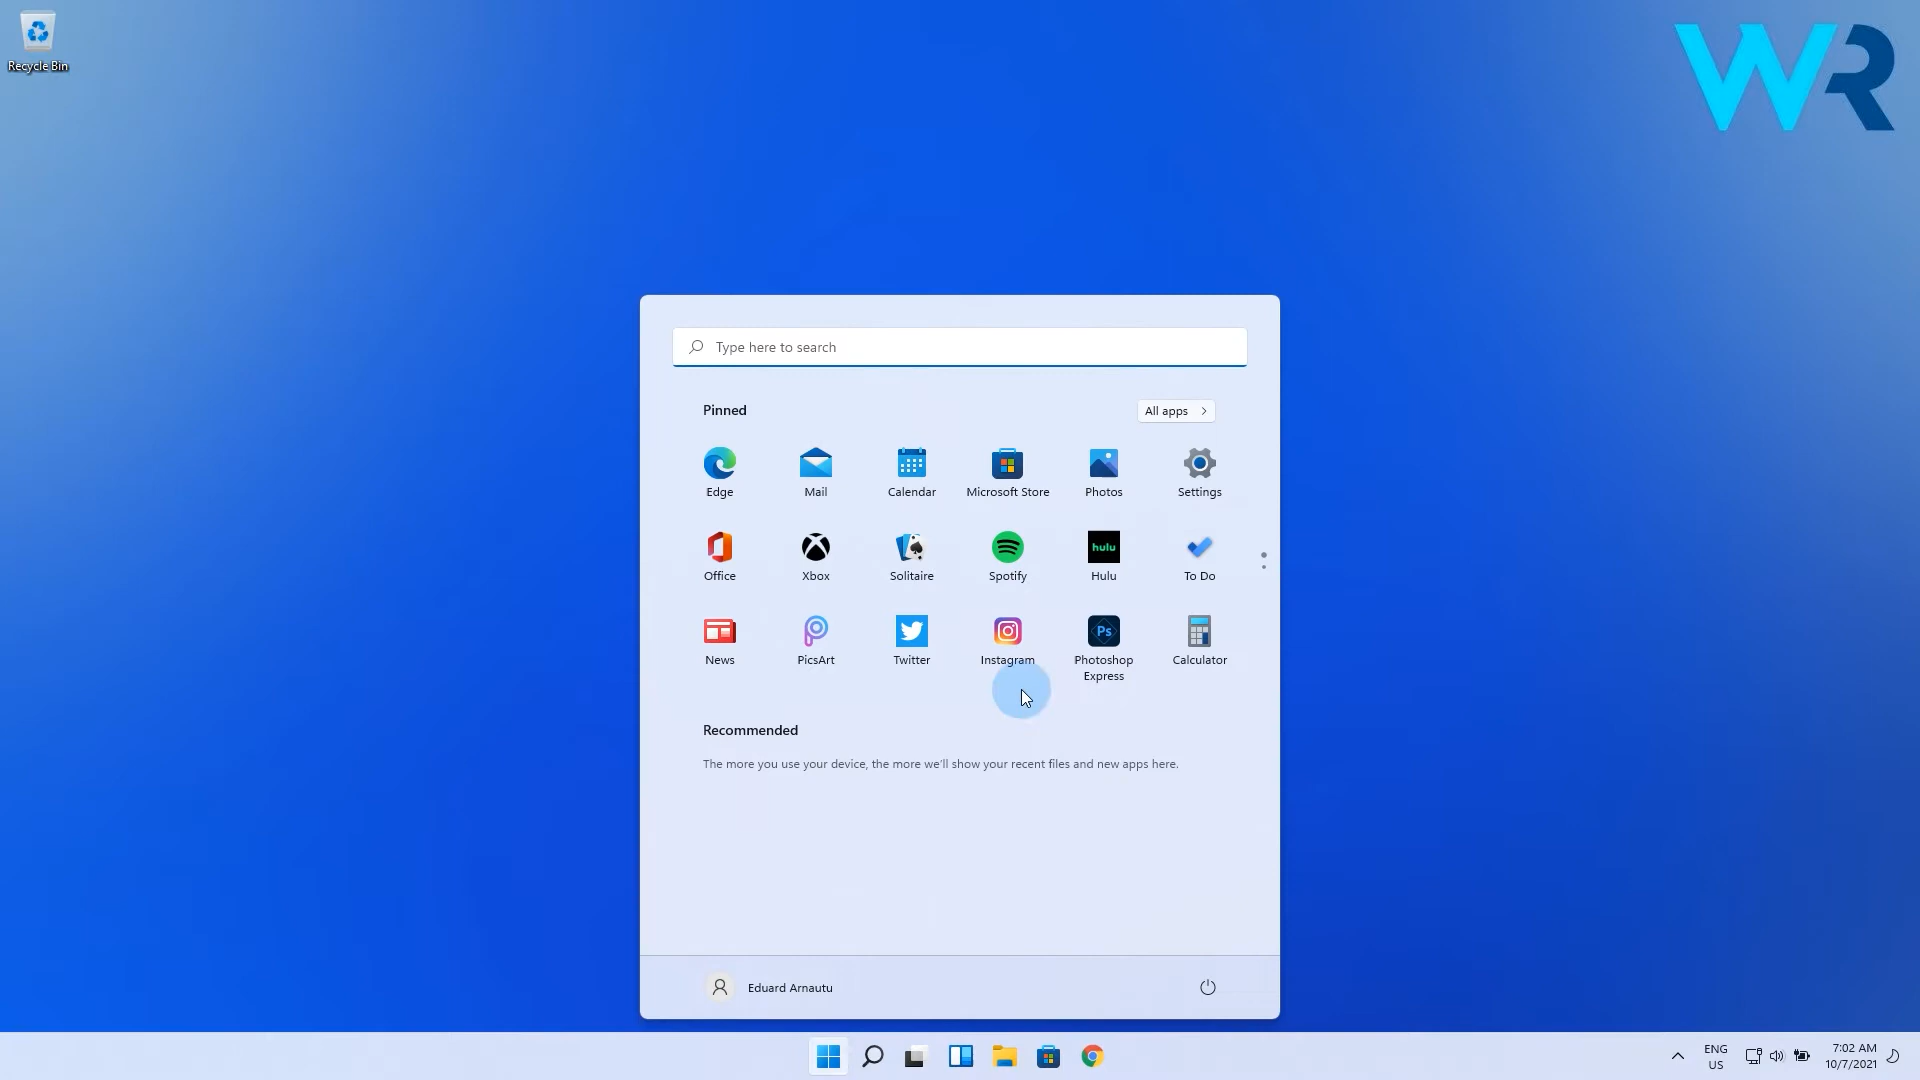 Recycle Bin
WR
Type here to search
Pinned
All apps
Edge
Mail
Calendar
Microsoft Store
Photos
Settings
Office
Xbox
Solitaire
hulu
Spotify
Hulu
To Do
Ps
News
PicsArt
Twitter
Instagram
Photoshop
Express
Calculator
Recommended
The more you use your device, the more we'll show your recent files and new apps here.
Eduard Arnautu
ENG
US
7:02 AM
10/7/2021